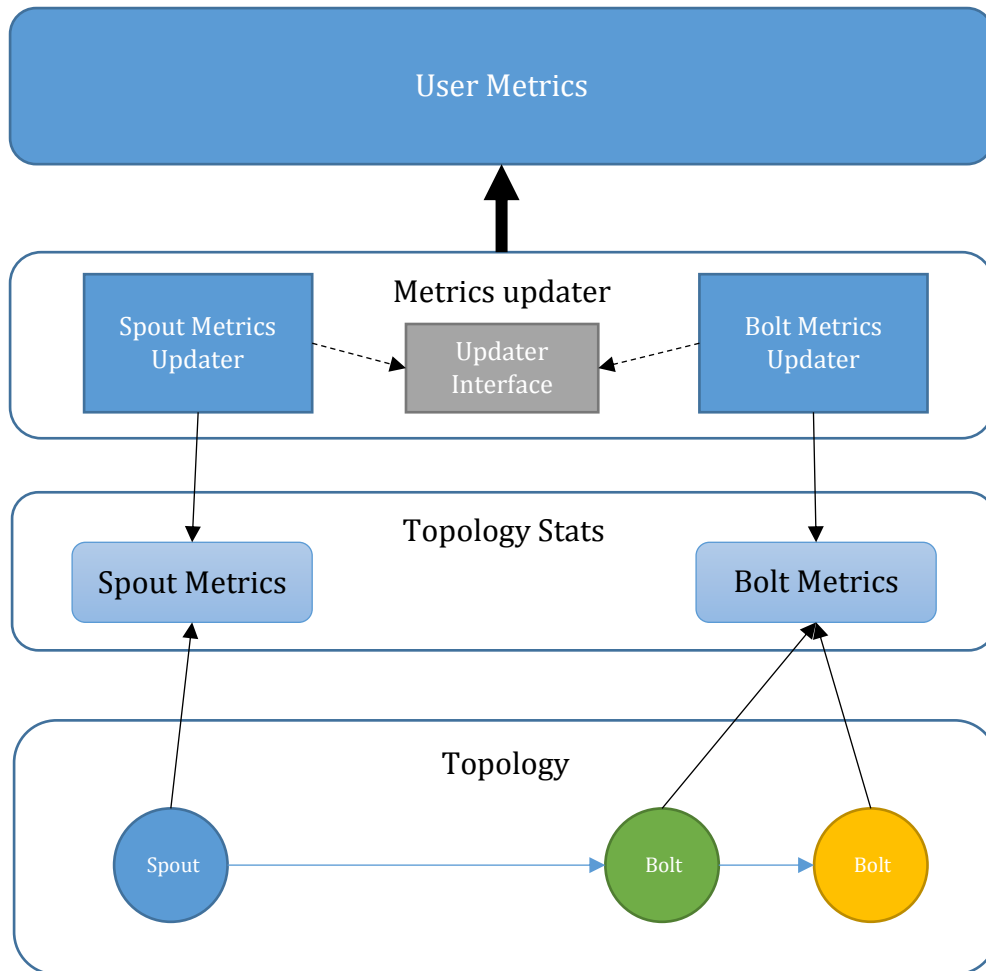 User Metrics
Metrics updater
Spout Metrics
Updater
Updater
Interface
Bolt Metrics
Updater
Topology Stats
Spout Metrics
Bolt Metrics
Topology
Spout
Bolt
Bolt